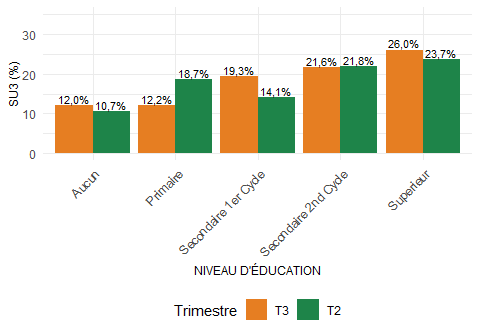 SU3 (%)
30
20
10
0
12,0%
10,7%
12,2%
18,7%
19,3%
14,1%
21,6%
21,8%
26,0%
23,7%
Aucun
Primaire
Secondaire 1er Cycle
Secondaire 2nd Cycle
Superieur
NIVEAU D'ÉDUCATION
Trimestre T3 T2